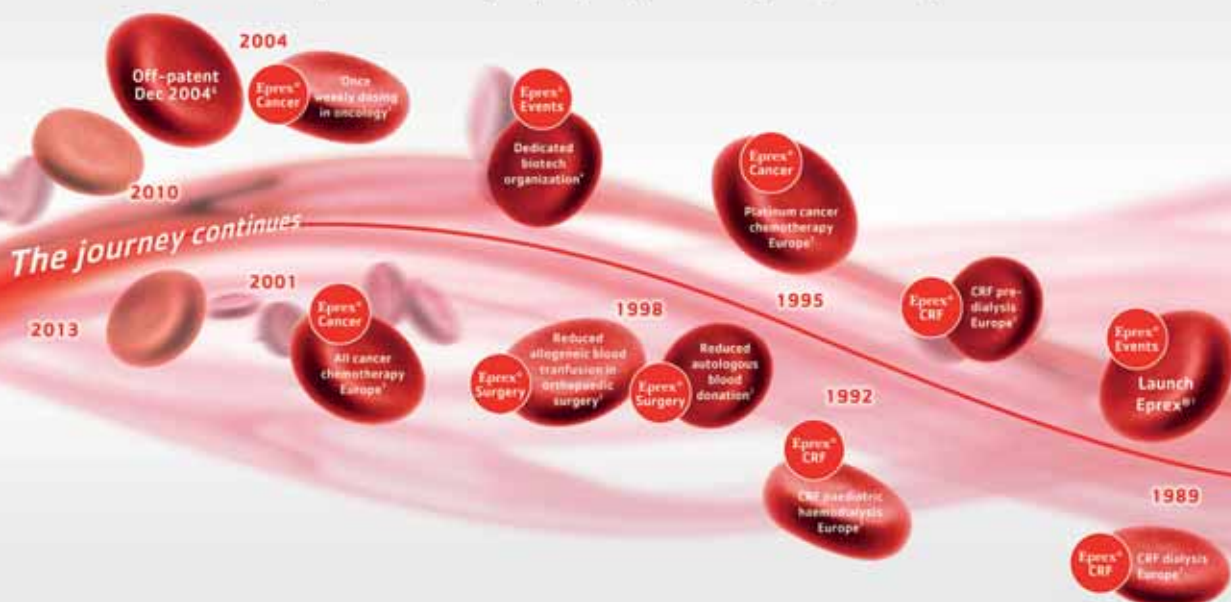 2004
Off-patent
Dec 2004⁶
Eprex®
Cancer
Once
weekly dosing
in oncology
Eprex®
Events
Dedicated
biotech
organization
Eprex®
Cancer
Platinum cancer
chemotherapy
Europe
2010
The journey continues
2001
2013
Eprex®
Cancer
All cancer
chemotherapy
Europe
1998
Eprex®
Surgery
Reduced
allogeneic blood
tranfusion in
orthopaedic
surgery
Eprex®
Surgery
Reduced
autologous
blood
donation
1995
Eprex®
CRF
CRF pre-
dialysis
Europe
Eprex®
Events
Launch
Eprex®
1992
Eprex®
CRF
CRF paediatric
haemodialysis
Europe
1989
Eprex®
CRF
CRF dialysis
Europe